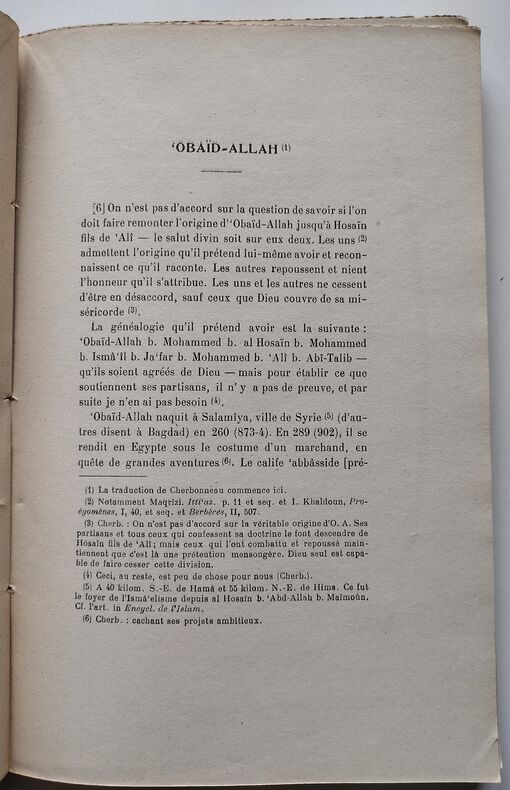 ‘OBAÏD-ALLAH (1)
[6] On n'est pas d'accord sur la question de savoir si l'on
doit faire remonter l'origine d'‘Obaïd-Allah jusqu'à Hosaïn
fils de ‘Alî — le salut divin soit sur eux deux. Les uns (2)
admettent l'origine qu'il prétend lui-même avoir et recon-
naissent ce qu'il raconte. Les autres repoussent et nient
l'honneur qu'il s'attribue. Les uns et les autres ne cessent
d'être en désaccord, sauf ceux que Dieu couvre de sa mi-
séricorde (3).
La généalogie qu'il prétend avoir est la suivante :
‘Obaïd-Allah b. Mohammed b. al Hosaïn b. Mohammed
b. Ismâ‘îl b. Ja‘far b. Mohammed b. ‘Alî b. Abî-Talib —
qu'ils soient agréés de Dieu — mais pour établir ce que
soutiennent ses partisans, il n'y a pas de preuve, et par
suite je n'en ai pas besoin (4).
‘Obaïd-Allah naquit à Salamîya, ville de Syrie (5) (d'au-
tres disent à Bagdad) en 260 (873-4). En 289 (902), il se
rendit en Egypte sous le costume d'un marchand, en
quête de grandes aventures (6). Le calife ‘abbâsside [pré-
(1) La traduction de Cherbonneau commence ici.
(2) Notamment Maqrîzî. Itti‘az. p. 11 et seq. et I. Khaldoun, Pro-
égomènes, I, 40, et seq. et Berbères, II, 507.
(3) Cherb. : On n'est pas d'accord sur la véritable origine d'O. A. Ses
partisans et tous ceux qui confessent sa doctrine le font descendre de
Hosaïn fils de ‘Alî ; mais ceux qui l'ont combattu et repoussé main-
tiennent que c'est là une prétention mensongère. Dieu seul est capa-
ble de faire cesser cette division.
(4) Ceci, au reste, est peu de chose pour nous (Cherb.).
(5) A 40 kilom. S.-E. de Hamâ et 55 kilom. N.-E. de Hims. Ce fut
le foyer de l'Ismâ‘elisme depuis al Hosaïn b. ‘Abd-Allah b. Maïmoûn.
Cf. l'art. in Encycl. de l'Islam.
(6) Cherb. : cachant ses projets ambitieux.